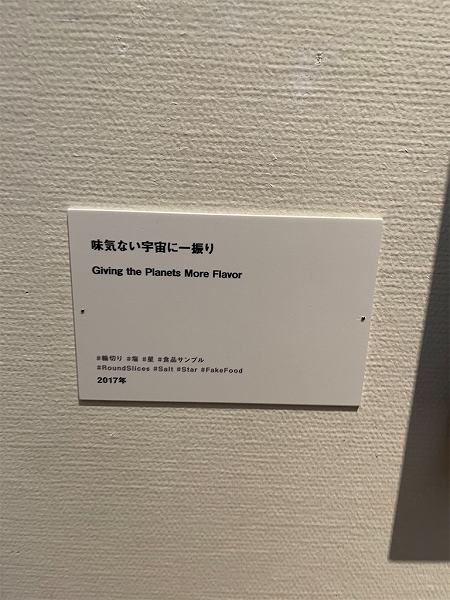 味気ない宇宙に一振り
Giving the Planets More Flavor
#輪切り #塩 #星 #食品サンプル
#RoundSlices #Salt #Star #FakeFood
2017年